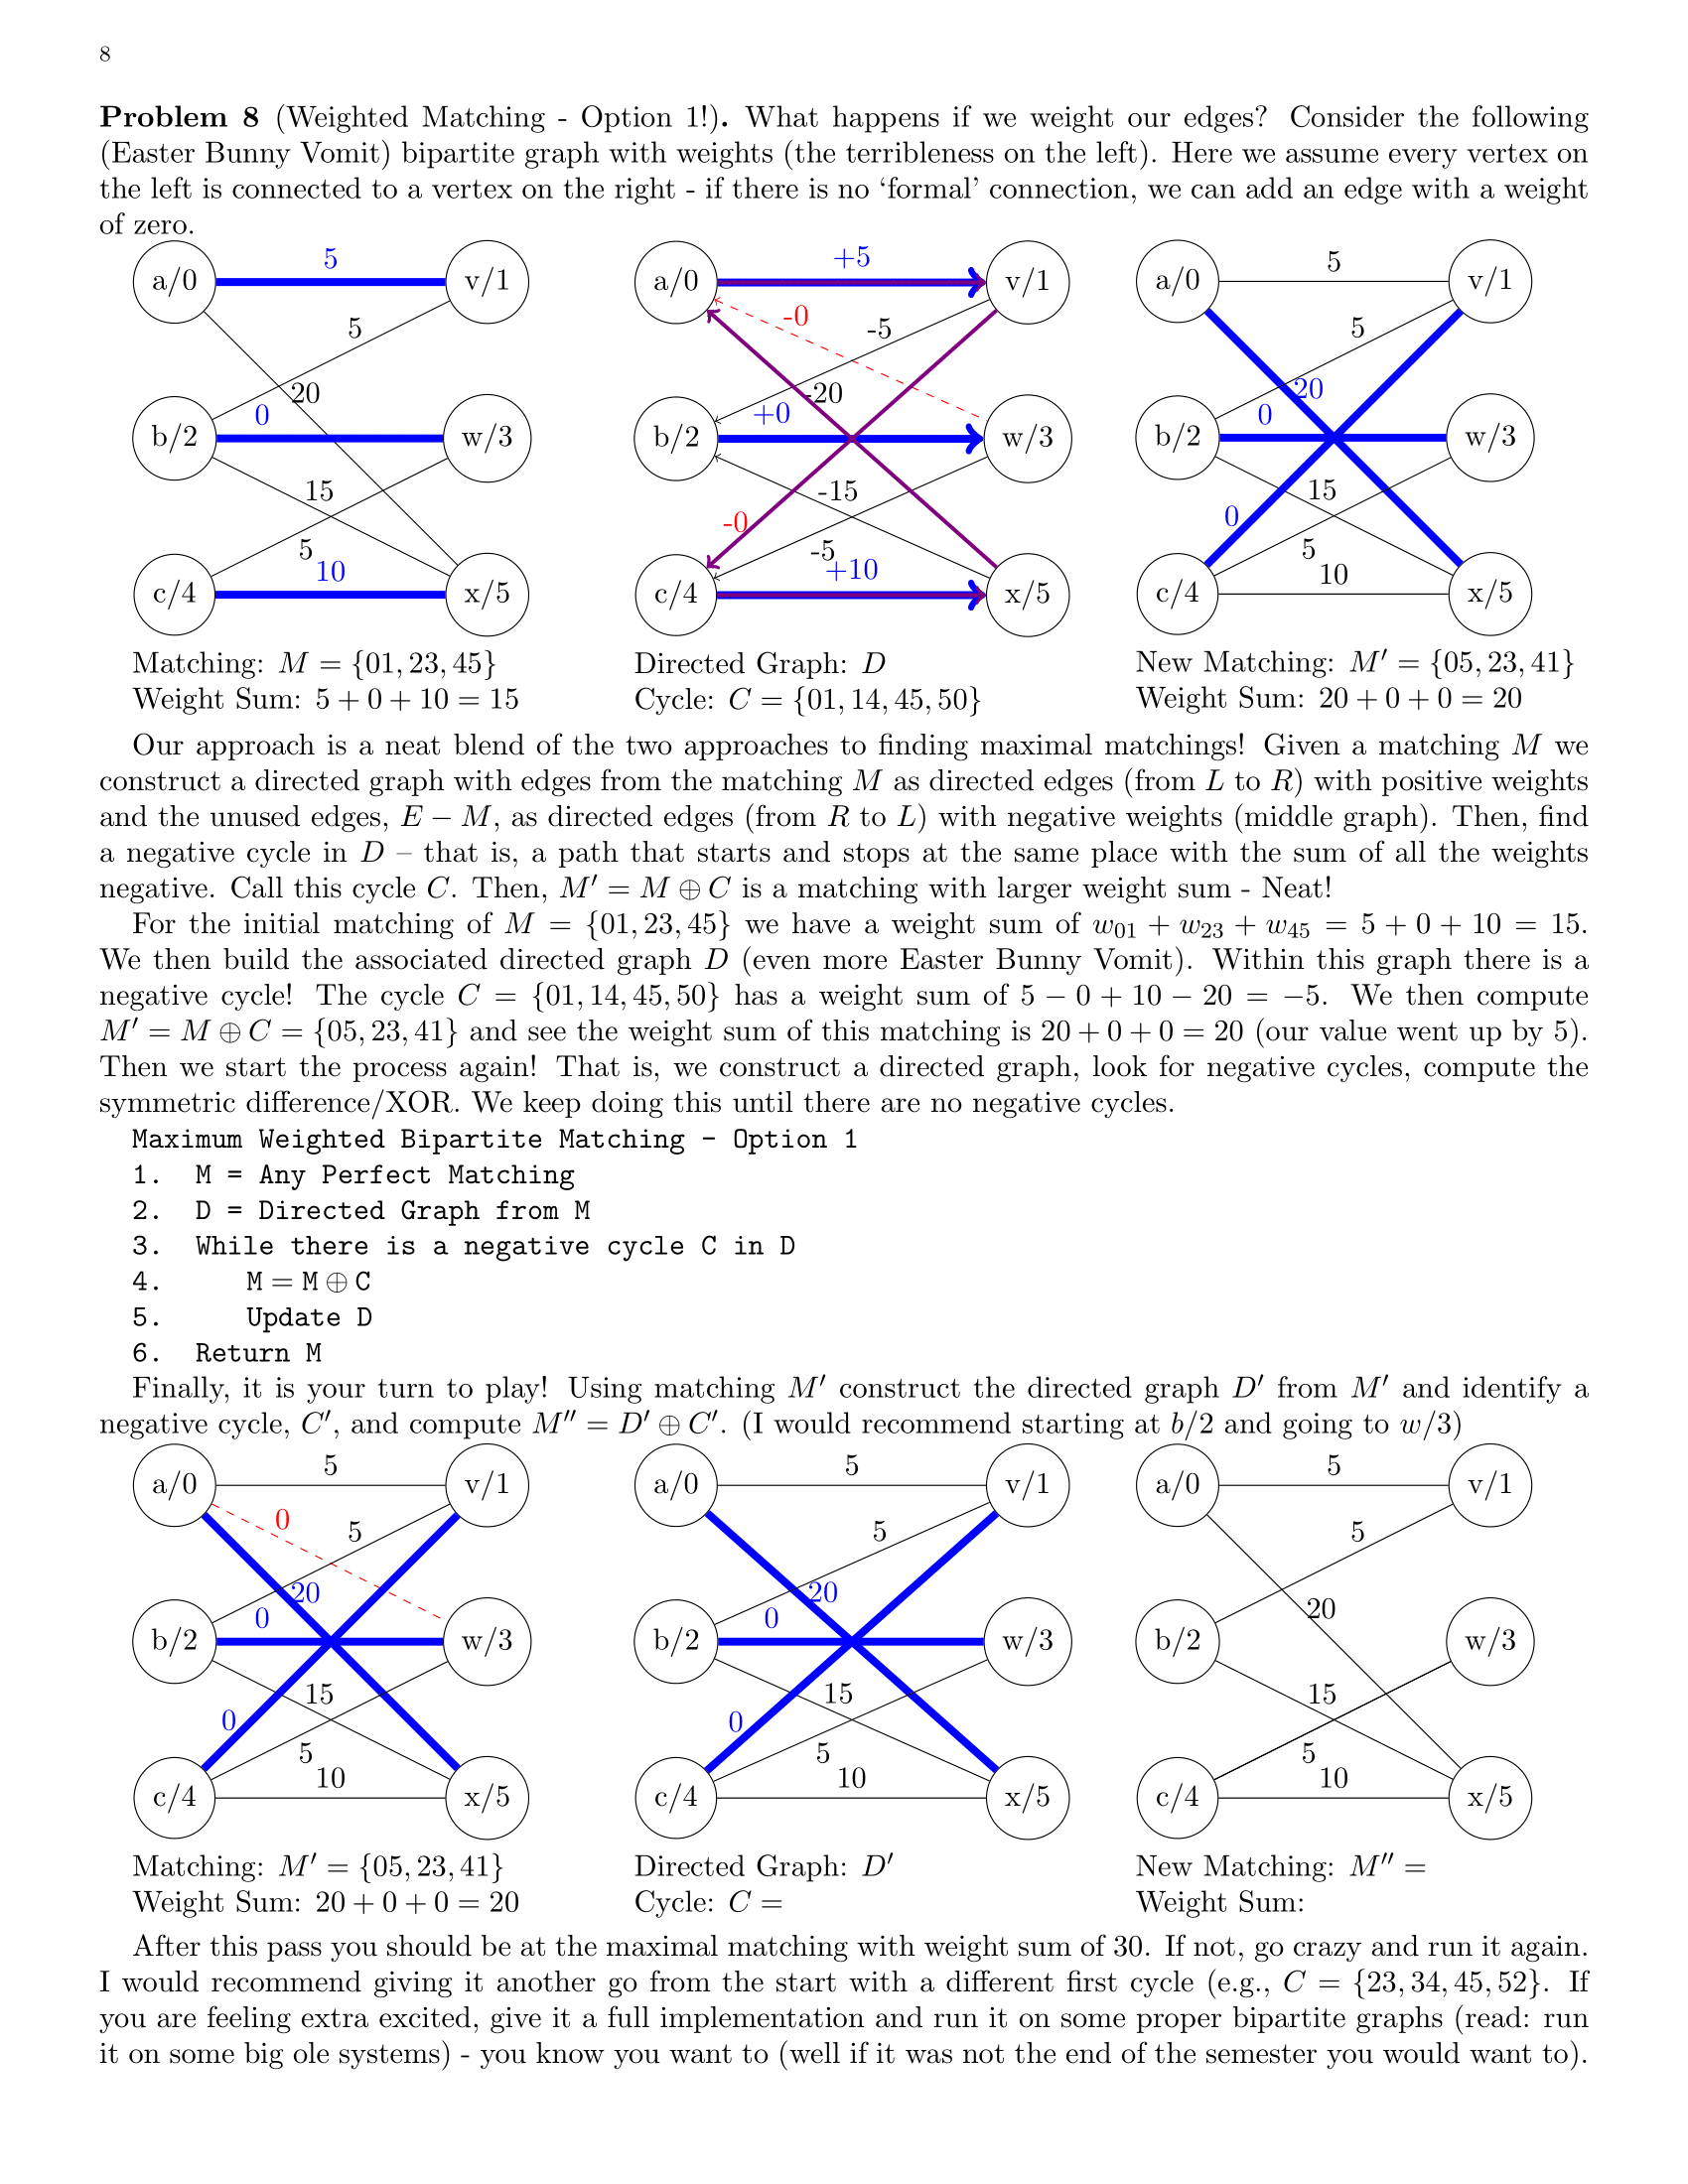 8
Problem 8 (Weighted Matching - Option 1!). What happens if we weight our edges? Consider the following
(Easter Bunny Vomit) bipartite graph with weights (the terribleness on the left). Here we assume every vertex on
the left is connected to a vertex on the right - if there is no ‘formal’ connection, we can add an edge with a weight
of zero.
a/0 5 v/1 a/0 +5 v/1 a/0 5 v/1
5 -0 -5 5
20 -20 20
b/2 0 w/3 b/2 +0 w/3 b/2 0 w/3
15 -15 15
5 -0 -5 0 5
c/4 10 x/5 c/4 +10 x/5 c/4 10 x/5
Matching: M = {01, 23, 45} Directed Graph: D New Matching: M′ = {05, 23, 41}
Weight Sum: 5 + 0 + 10 = 15 Cycle: C = {01, 14, 45, 50} Weight Sum: 20 + 0 + 0 = 20
Our approach is a neat blend of the two approaches to finding maximal matchings! Given a matching M we
construct a directed graph with edges from the matching M as directed edges (from L to R) with positive weights
and the unused edges, E − M, as directed edges (from R to L) with negative weights (middle graph). Then, find
a negative cycle in D – that is, a path that starts and stops at the same place with the sum of all the weights
negative. Call this cycle C. Then, M′ = M ⊕ C is a matching with larger weight sum - Neat!
For the initial matching of M = {01, 23, 45} we have a weight sum of w₀₁ + w₂₃ + w₄₅ = 5 + 0 + 10 = 15.
We then build the associated directed graph D (even more Easter Bunny Vomit). Within this graph there is a
negative cycle! The cycle C = {01, 14, 45, 50} has a weight sum of 5 − 0 + 10 − 20 = −5. We then compute
M′ = M ⊕ C = {05, 23, 41} and see the weight sum of this matching is 20 + 0 + 0 = 20 (our value went up by 5).
Then we start the process again! That is, we construct a directed graph, look for negative cycles, compute the
symmetric difference/XOR. We keep doing this until there are no negative cycles.
Maximum Weighted Bipartite Matching - Option 1
1. M = Any Perfect Matching
2. D = Directed Graph from M
3. While there is a negative cycle C in D
4. M = M ⊕ C
5. Update D
6. Return M
Finally, it is your turn to play! Using matching M′ construct the directed graph D′ from M′ and identify a
negative cycle, C′, and compute M′′ = D′ ⊕ C′. (I would recommend starting at b/2 and going to w/3)
a/0 5 v/1 a/0 5 v/1 a/0 5 v/1
0 5 5 5
20 20 20
b/2 0 w/3 b/2 0 w/3 b/2 w/3
15 15 15
0 5 0 5 5
c/4 10 x/5 c/4 10 x/5 c/4 10 x/5
Matching: M′ = {05, 23, 41} Directed Graph: D′ New Matching: M′′ =
Weight Sum: 20 + 0 + 0 = 20 Cycle: C = Weight Sum:
After this pass you should be at the maximal matching with weight sum of 30. If not, go crazy and run it again.
I would recommend giving it another go from the start with a different first cycle (e.g., C = {23, 34, 45, 52}. If
you are feeling extra excited, give it a full implementation and run it on some proper bipartite graphs (read: run
it on some big ole systems) - you know you want to (well if it was not the end of the semester you would want to).